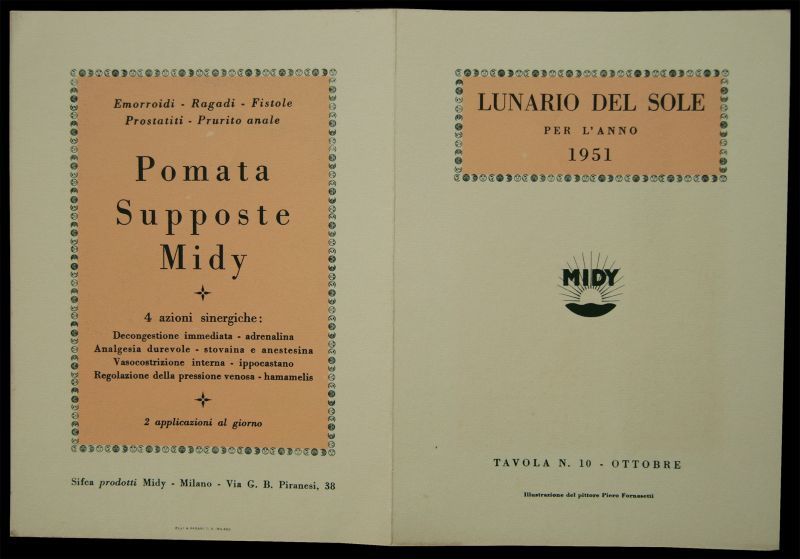 Emorroidi - Ragadi - Fistole
Prostatiti - Prurito anale
Pomata
Supposte
Midy
4 azioni sinergiche:
Decongestione immediata - adrenalina
Analgesia durevole - stovaina e anestesina
Vasocostrizione interna - ippocastano
Regolazione della pressione venosa - hamamelis
2 applicazioni al giorno
Sifca prodotti Midy - Milano - Via G. B. Piranesi, 38
LUNARIO DEL SOLE
PER L'ANNO
1951
MIDY
TAVOLA N. 10 - OTTOBRE
Illustrazione del pittore Piero Fornasetti